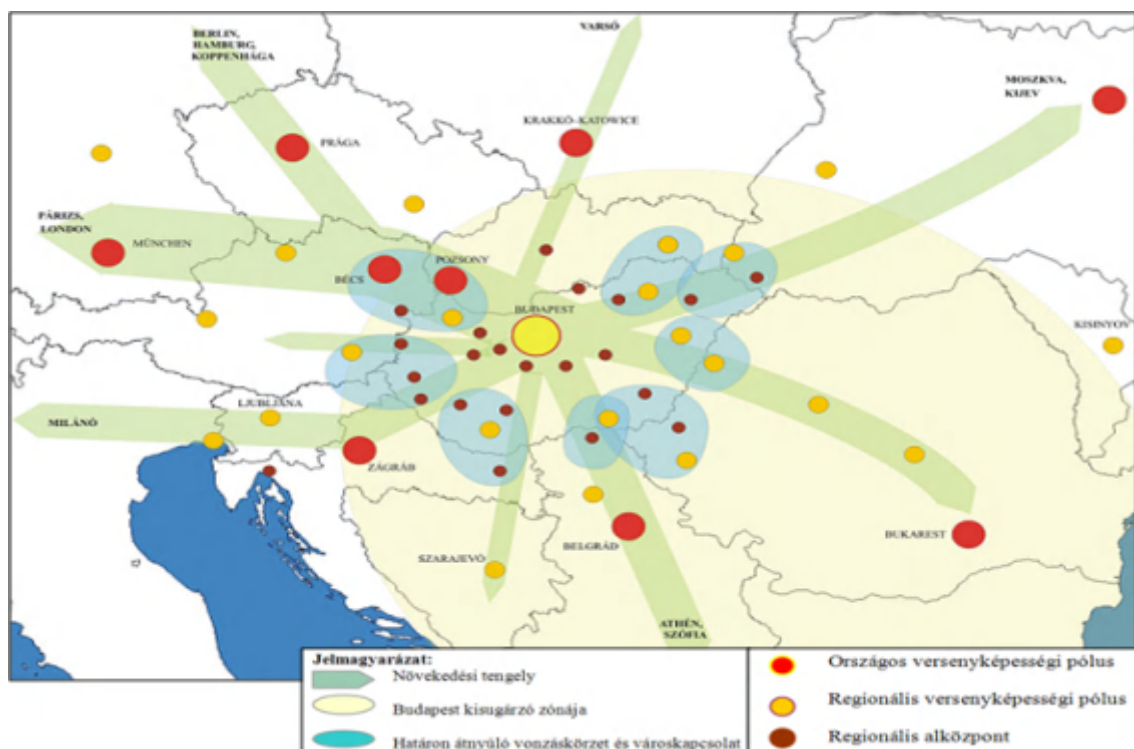 BERLIN,
HAMBURG,
KOPPENHÁGA
VARSÓ
MOSZKVA,
KIJEV
PRÁGA
KRAKKÓ–KATOWICE
PÁRIZS,
LONDON
MÜNCHEN
BÉCS
POZSONY
BUDAPEST
KISINYOV
MILÁNÓ
LJUBLJANA
ZÁGRÁB
SZARAJEVÓ
BELGRÁD
BUKAREST
ATHÉN,
SZÓFIA
Jelmagyarázat:
Növekedési tengely
Budapest kisugárzó zónája
Határon átnyúló vonzáskörzet és városkapcsolat
Országos versenyképességi pólus
Regionális versenyképességi pólus
Regionális alközpont